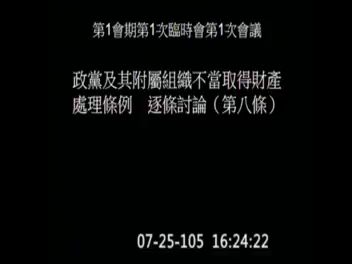 第1會期第1次臨時會第1次會議
政黨及其附屬組織不當取得財產
處理條例　逐條討論（第八條）
07-25-105 16:24:22